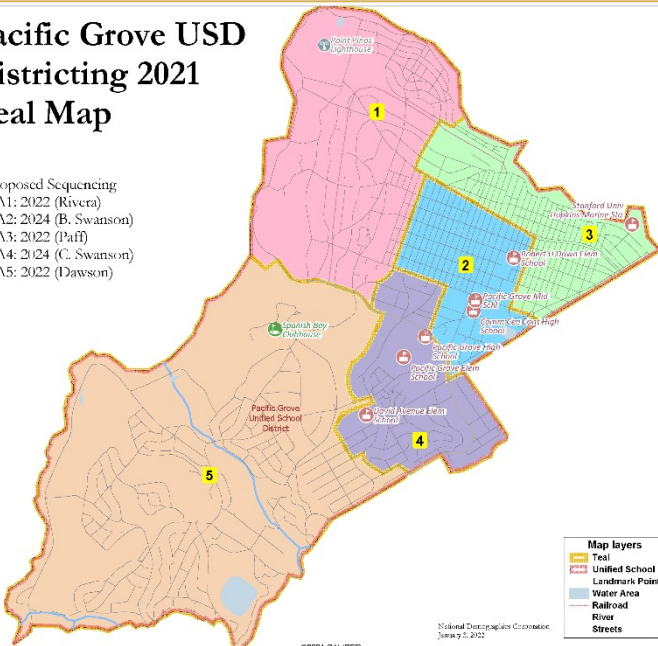 acific Grove USD
istricting 2021
eal Map
oposed Sequencing
A1: 2022 (Rivera)
A2: 2024 (B. Swanson)
A3: 2022 (Paff)
A4: 2024 (C. Swanson)
A5: 2022 (Dawson)
Point Pinos
Lighthouse
1
Stanford Univ
Hopkins Marine Sta
3
Robert Down Elem
School
2
Pacific Grove Mid
Schl
Comm Cen Cont High
School
Spanish Bay
Clubhouse
Pacific Grove High
School
Pacific Grove Elem
School
Pacific Grove
Unified School
District
David Avenue Elem
School
4
5
Map layers
Teal
Unified School
Landmark Point
Water Area
Railroad
River
Streets
National Demographics Corporation
January 2, 2022